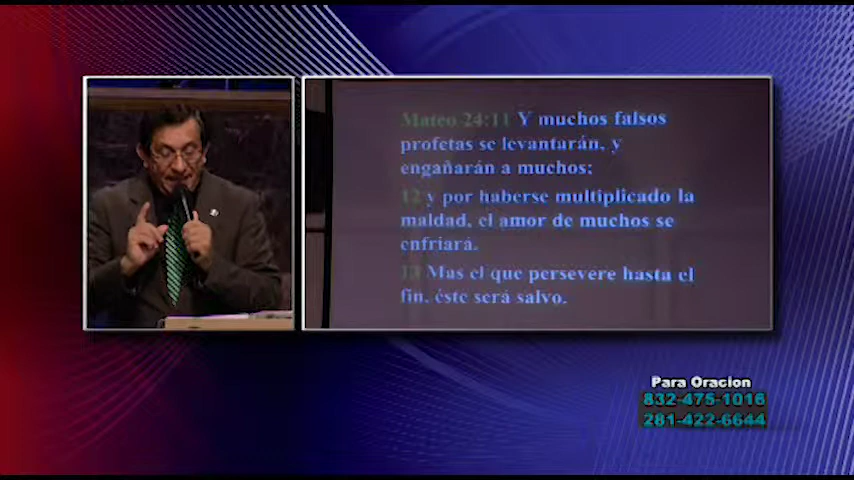 Mateo 24:11 Y muchos falsos
profetas se levantarán, y
engañarán a muchos;
12 y por haberse multiplicado la
maldad, el amor de muchos se
enfriará.
13 Mas el que persevere hasta el
fin, éste será salvo.
Para Oracion
832-475-1016
281-422-6644